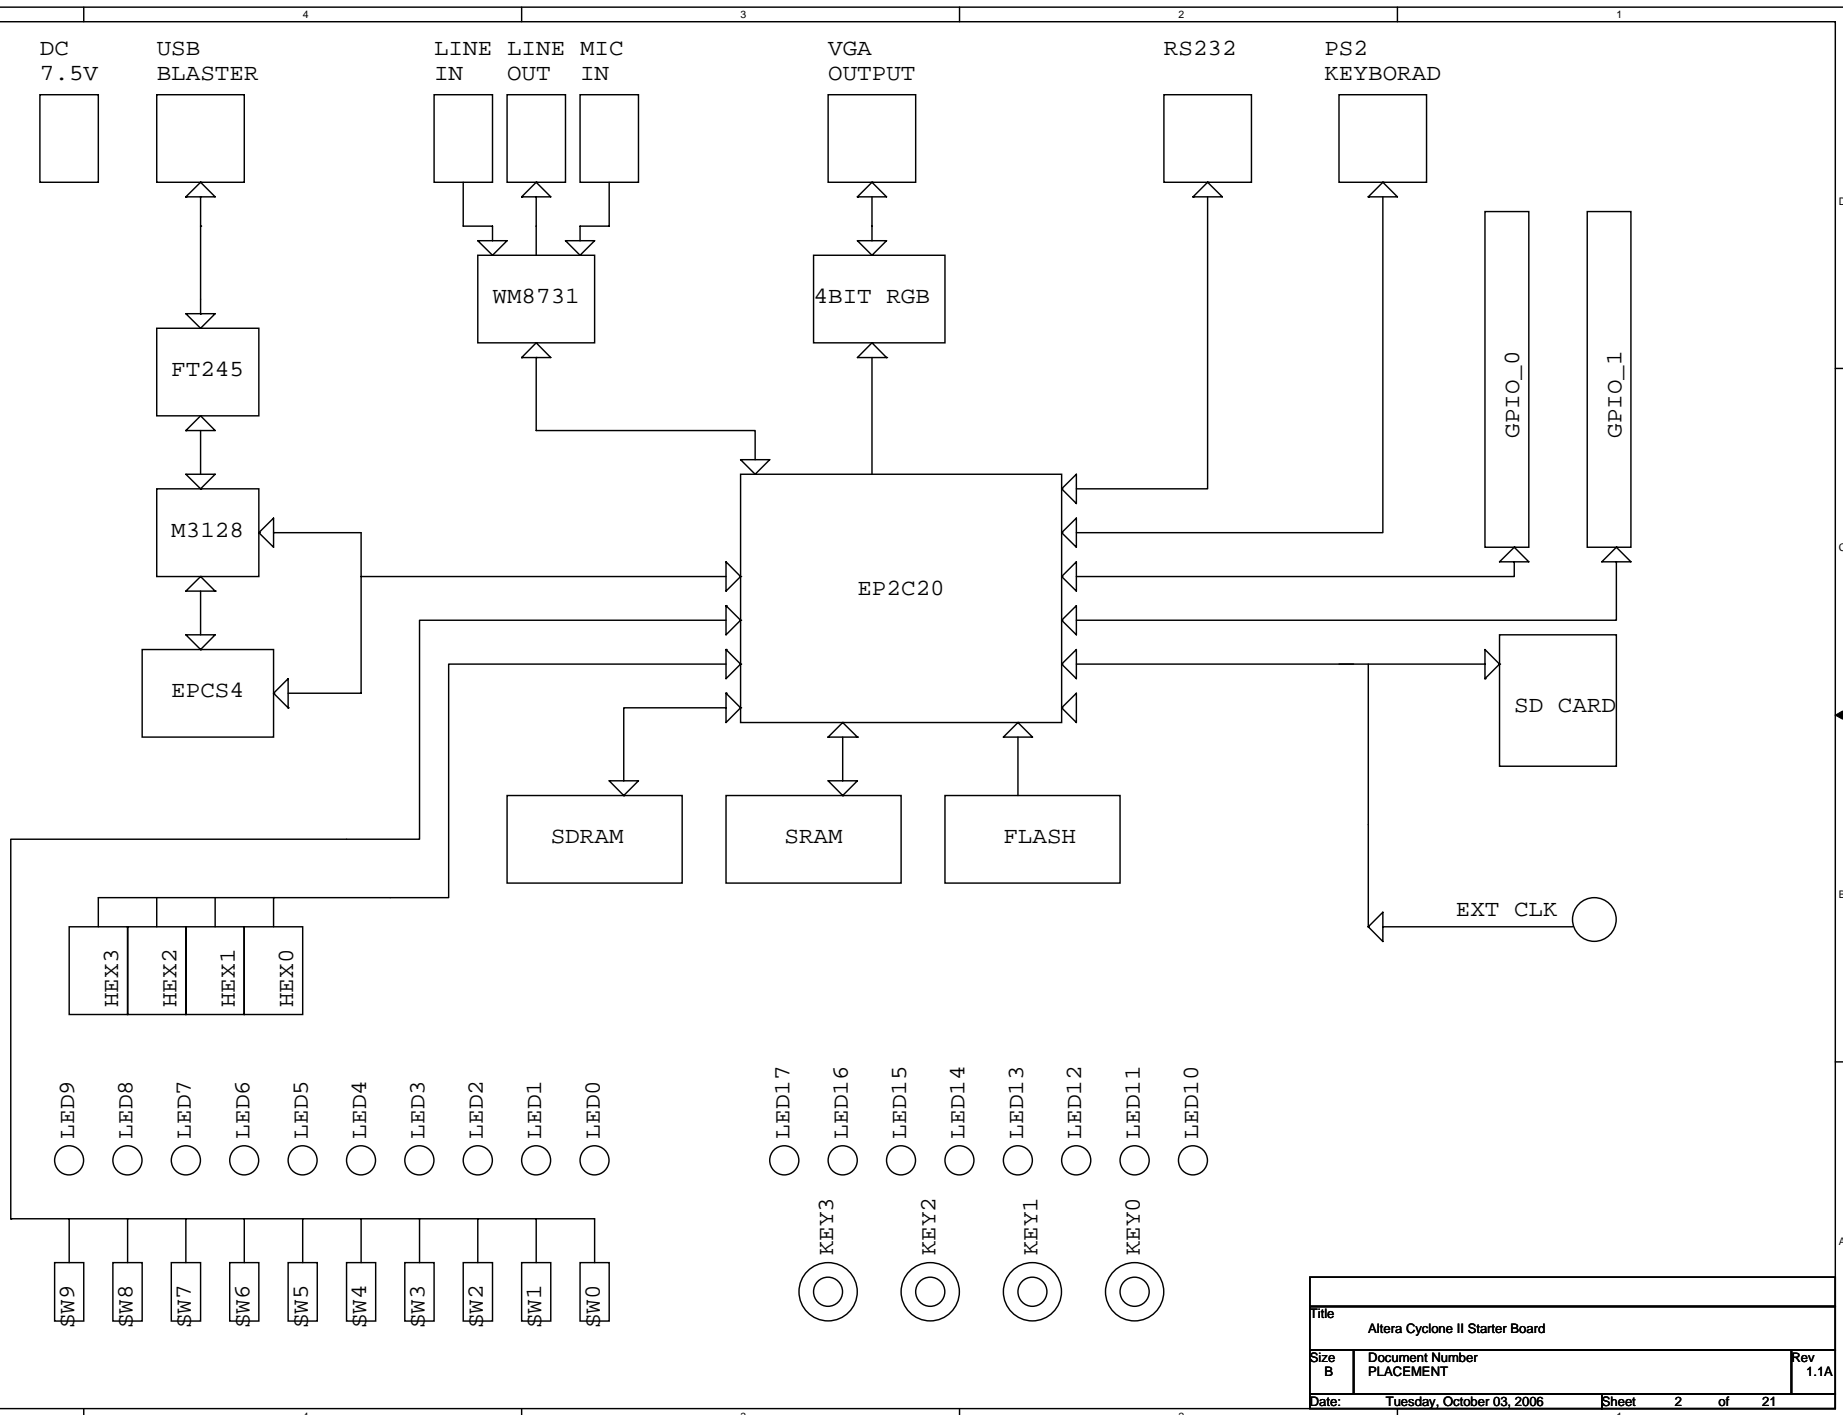 4 3 2 1
DC
7.5V
USB
BLASTER
LINE
IN
LINE
OUT
MIC
IN
VGA
OUTPUT
RS232
PS2
KEYBORAD
D
WM8731
4BIT RGB
FT245
GPIO_0
GPIO_1
M3128
EP2C20
C
EPCS4
SD CARD
SDRAM
SRAM
FLASH
B
EXT CLK
HEX3
HEX2
HEX1
HEX0
LED9
LED8
LED7
LED6
LED5
LED4
LED3
LED2
LED1
LED0
LED17
LED16
LED15
LED14
LED13
LED12
LED11
LED10
KEY3
KEY2
KEY1
KEY0
A
SW9
SW8
SW7
SW6
SW5
SW4
SW3
SW2
SW1
SW0
Title
Altera Cyclone II Starter Board
Size
B
Document Number
PLACEMENT
Rev
1.1A
Date: Tuesday, October 03, 2006 Sheet 2 of 21